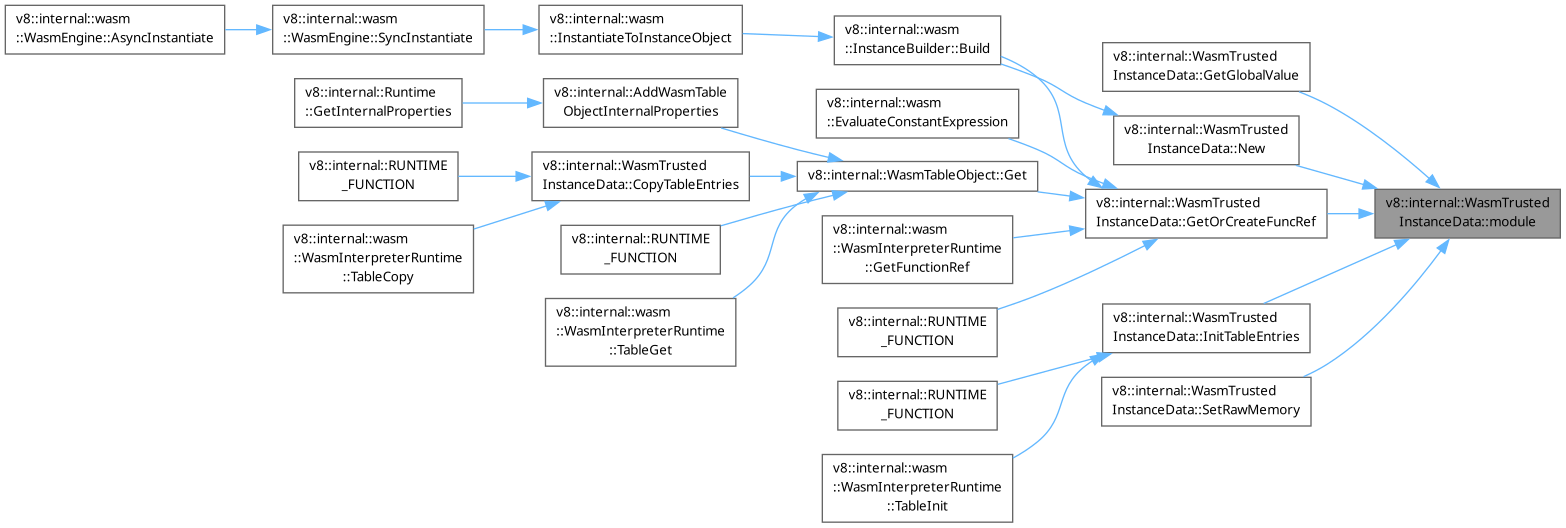 v8::internal::wasm
::WasmEngine::AsyncInstantiate
v8::internal::wasm
::WasmEngine::SyncInstantiate
v8::internal::wasm
::InstantiateToInstanceObject
v8::internal::wasm
::InstanceBuilder::Build
v8::internal::WasmTrusted
InstanceData::GetGlobalValue
v8::internal::Runtime
::GetInternalProperties
v8::internal::AddWasmTable
ObjectInternalProperties
v8::internal::wasm
::EvaluateConstantExpression
v8::internal::WasmTrusted
InstanceData::New
v8::internal::RUNTIME
_FUNCTION
v8::internal::WasmTrusted
InstanceData::CopyTableEntries
v8::internal::WasmTableObject::Get
v8::internal::WasmTrusted
InstanceData::GetOrCreateFuncRef
v8::internal::WasmTrusted
InstanceData::module
v8::internal::wasm
::WasmInterpreterRuntime
::TableCopy
v8::internal::RUNTIME
_FUNCTION
v8::internal::wasm
::WasmInterpreterRuntime
::GetFunctionRef
v8::internal::wasm
::WasmInterpreterRuntime
::TableGet
v8::internal::RUNTIME
_FUNCTION
v8::internal::WasmTrusted
InstanceData::InitTableEntries
v8::internal::RUNTIME
_FUNCTION
v8::internal::WasmTrusted
InstanceData::SetRawMemory
v8::internal::wasm
::WasmInterpreterRuntime
::TableInit